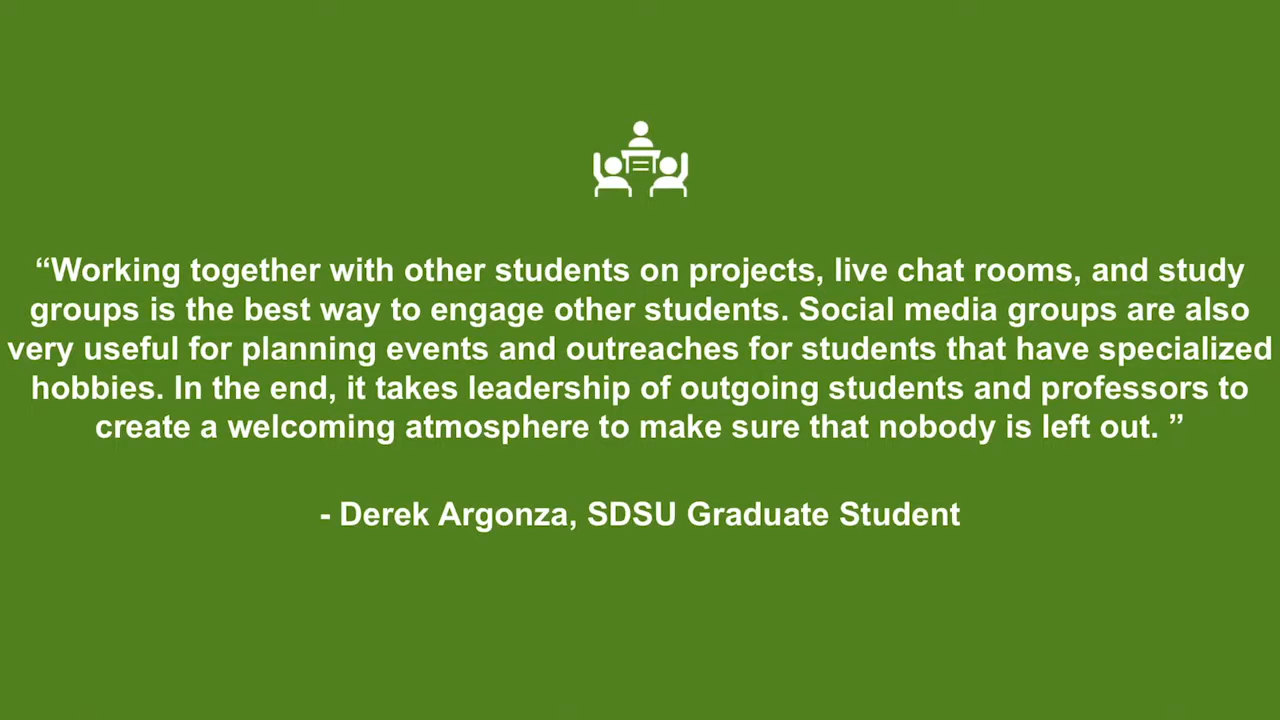 “Working together with other students on projects, live chat rooms, and study
groups is the best way to engage other students. Social media groups are also
very useful for planning events and outreaches for students that have specialized
hobbies. In the end, it takes leadership of outgoing students and professors to
create a welcoming atmosphere to make sure that nobody is left out. ”
- Derek Argonza, SDSU Graduate Student